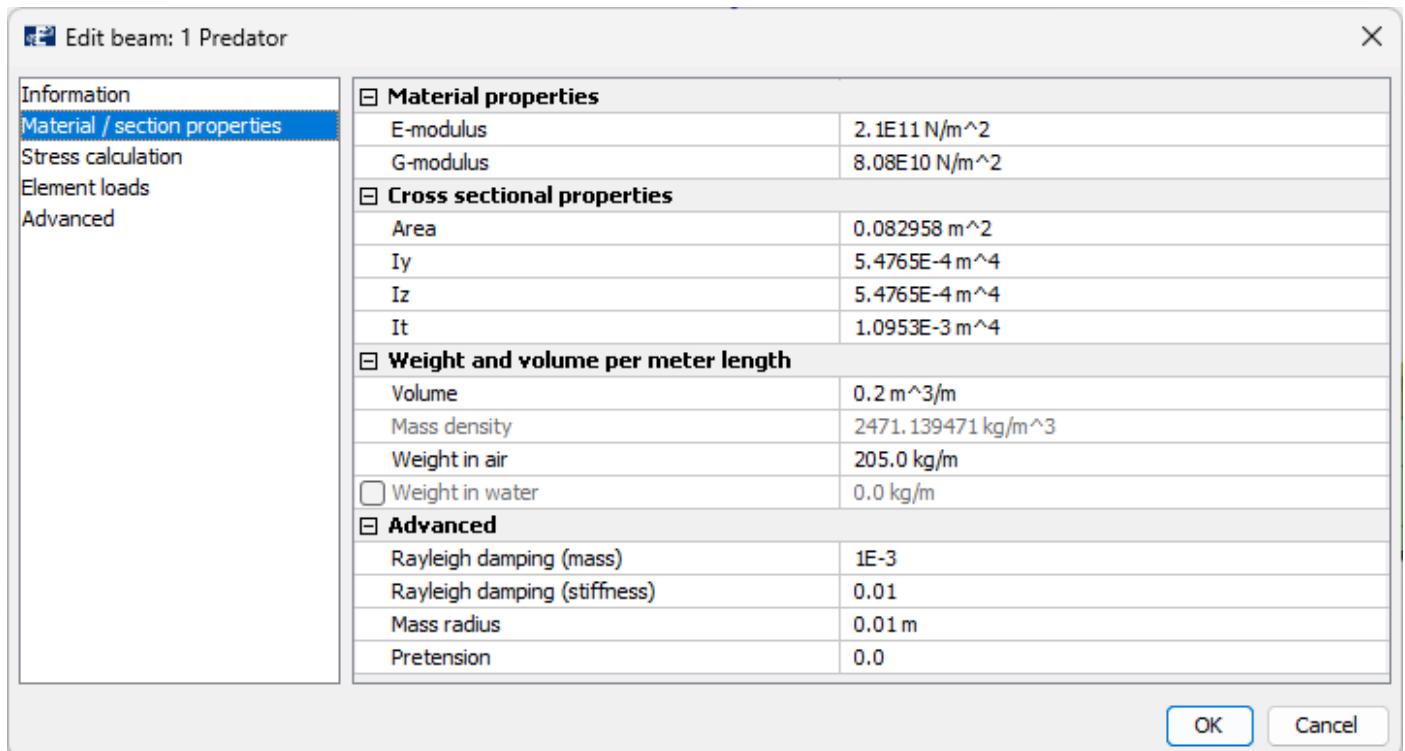 Edit beam: 1 Predator
Information
Material / section properties
Stress calculation
Element loads
Advanced
Material properties
E-modulus 2.1E11 N/m^2
G-modulus 8.08E10 N/m^2
Cross sectional properties
Area 0.082958 m^2
Iy 5.4765E-4 m^4
Iz 5.4765E-4 m^4
It 1.0953E-3 m^4
Weight and volume per meter length
Volume 0.2 m^3/m
Mass density 2471.139471 kg/m^3
Weight in air 205.0 kg/m
Weight in water 0.0 kg/m
Advanced
Rayleigh damping (mass) 1E-3
Rayleigh damping (stiffness) 0.01
Mass radius 0.01 m
Pretension 0.0
OK Cancel